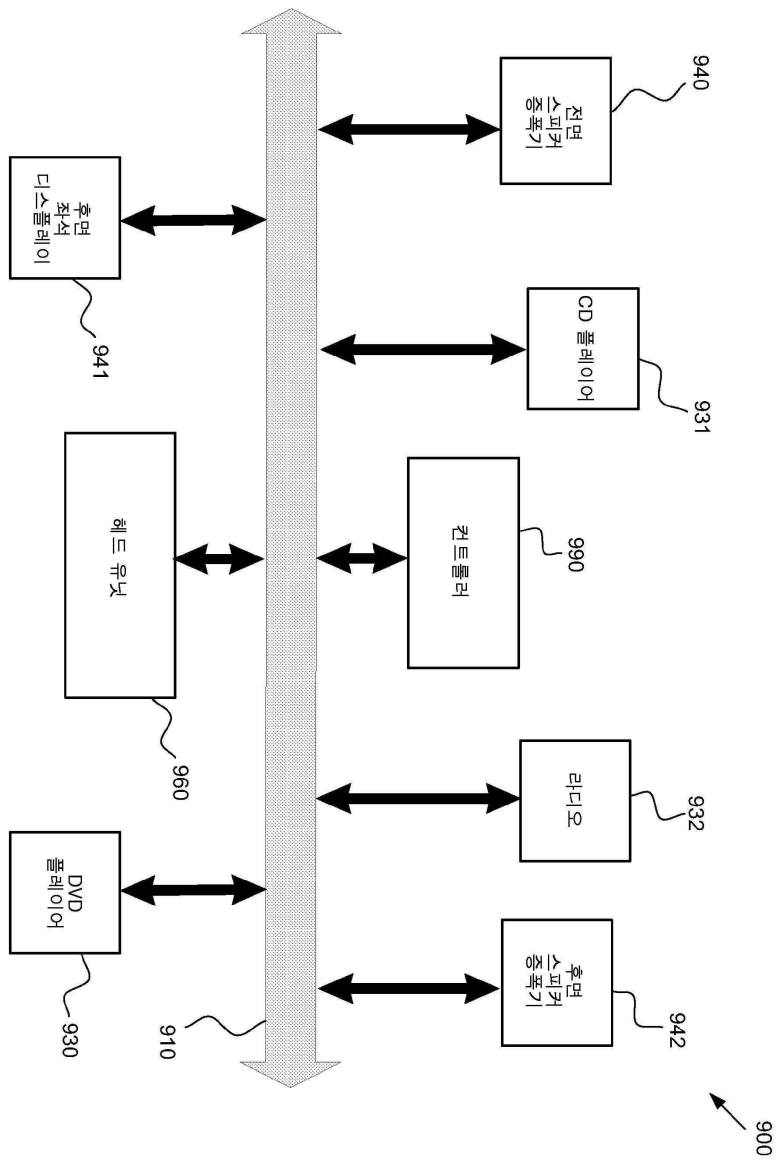 900
940
전면
스피커
증폭기
931
CD 플레이어
990
컨트롤러
932
라디오
942
후면
스피커
증폭기
910
후면
좌석
디스플레이
941
헤드 유닛
960
DVD
플레이어
930